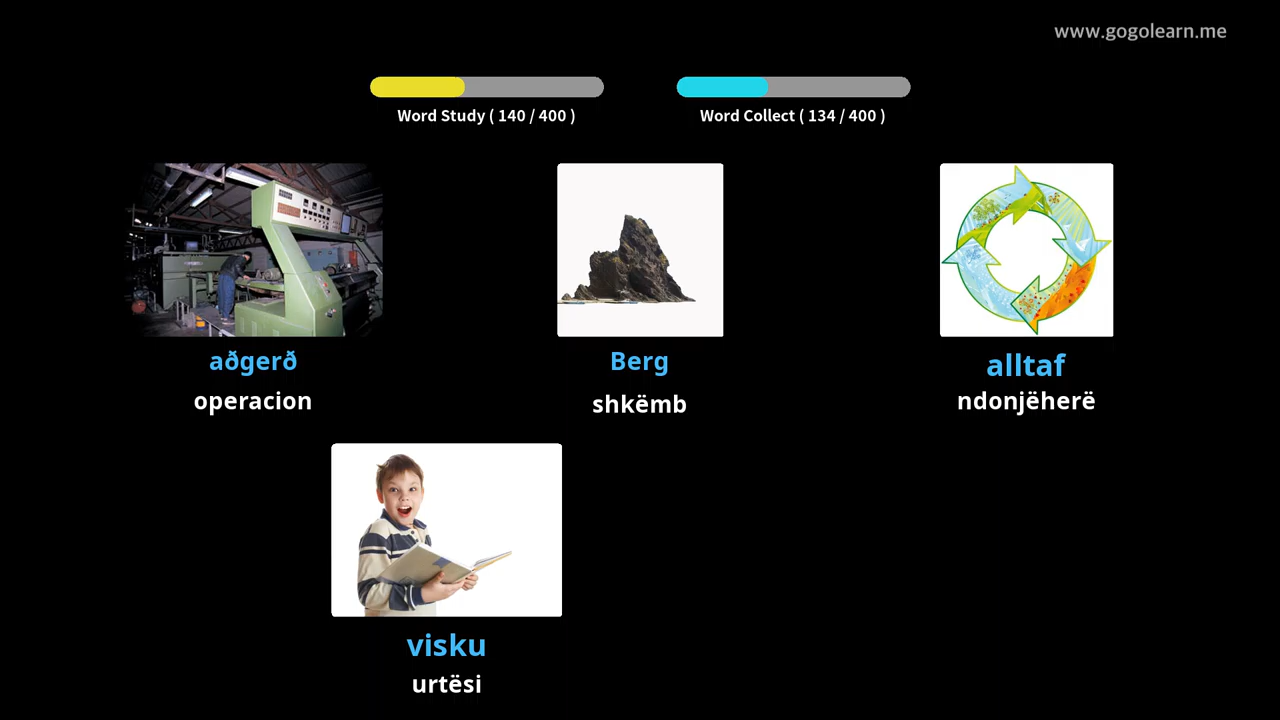 www.gogolearn.me
Word Study ( 140 / 400 )
Word Collect ( 134 / 400 )
aðgerð
operacion
Berg
shkëmb
alltaf
ndonjëherë
visku
urtësi